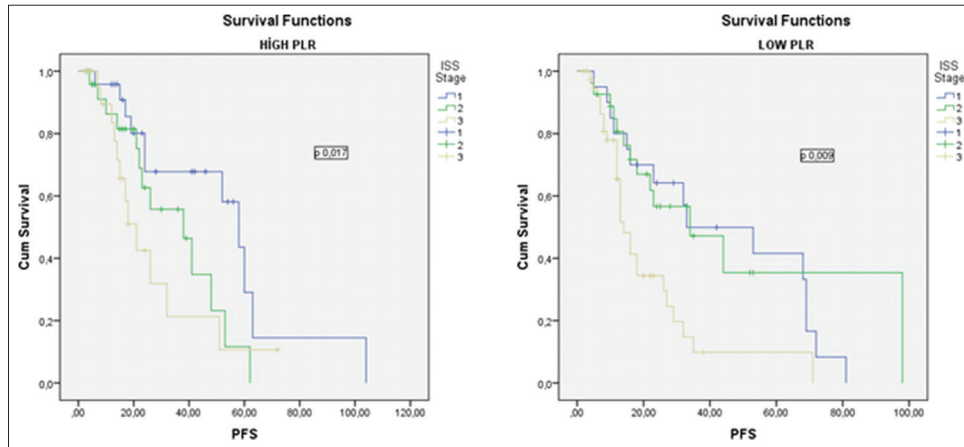 Survival Functions
HİGH PLR
ISS
Stage
1
2
3
1
2
3
p 0,017
Cum Survival
1,0
0,8
0,6
0,4
0,2
0,0
,00 20,00 40,00 60,00 80,00 100,00 120,00
PFS
Survival Functions
LOW PLR
ISS
Stage
1
2
3
1
2
3
p 0,009
Cum Survival
1,0
0,8
0,6
0,4
0,2
0,0
,00 20,00 40,00 60,00 80,00 100,00
PFS